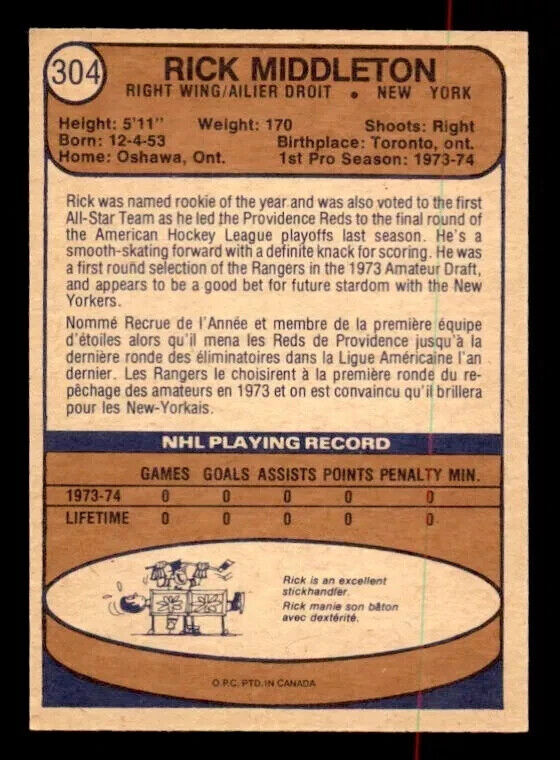 304
RICK MIDDLETON
RIGHT WING/AILIER DROIT • NEW YORK
Height: 5'11" Weight: 170 Shoots: Right
Born: 12-4-53 Birthplace: Toronto, ont.
Home: Oshawa, Ont. 1st Pro Season: 1973-74
Rick was named rookie of the year and was also voted to the first
All-Star Team as he led the Providence Reds to the final round of
the American Hockey League playoffs last season. He's a
smooth-skating forward with a definite knack for scoring. He was
a first round selection of the Rangers in the 1973 Amateur Draft,
and appears to be a good bet for future stardom with the New
Yorkers.
Nommé Recrue de l'Année et membre de la première équipe
d'étoiles alors qu'il mena les Reds de Providence jusqu'à la
dernière ronde des éliminatoires dans la Ligue Américaine l'an
dernier. Les Rangers le choisirent à la première ronde du re-
pêchage des amateurs en 1973 et on est convaincu qu'il brillera
pour les New-Yorkais.
NHL PLAYING RECORD
GAMES GOALS ASSISTS POINTS PENALTY MIN.
1973-74 0 0 0 0 0
LIFETIME 0 0 0 0 0
Rick is an excellent
stickhandler.
Rick manie son bâton
avec dextérité.
O.P.C. PTD. IN CANADA